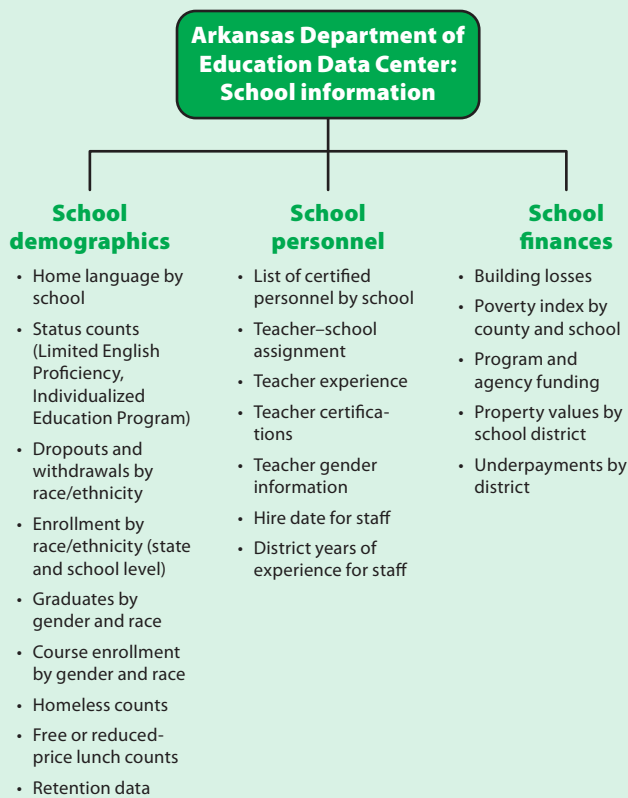 Arkansas Department of
Education Data Center:
School information
School
demographics
• Home language by
school
• Status counts
(Limited English
Proficiency,
Individualized
Education Program)
• Dropouts and
withdrawals by
race/ethnicity
• Enrollment by
race/ethnicity (state
and school level)
• Graduates by
gender and race
• Course enrollment
by gender and race
• Homeless counts
• Free or reduced-
price lunch counts
• Retention data
School
personnel
• List of certified
personnel by school
• Teacher–school
assignment
• Teacher experience
• Teacher certifica-
tions
• Teacher gender
information
• Hire date for staff
• District years of
experience for staff
School
finances
• Building losses
• Poverty index by
county and school
• Program and
agency funding
• Property values by
school district
• Underpayments by
district